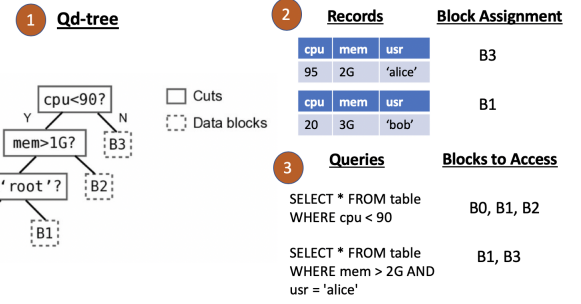 1 Qd-tree
cpu<90?
Y N
mem>1G?
B3
'root'?
B2
B1
Cuts
Data blocks
2 Records Block Assignment
cpu mem usr
95 2G 'alice'
B3
cpu mem usr
20 3G 'bob'
B1
3 Queries Blocks to Access
SELECT * FROM table
WHERE cpu < 90
B0, B1, B2
SELECT * FROM table
WHERE mem > 2G AND
usr = 'alice'
B1, B3